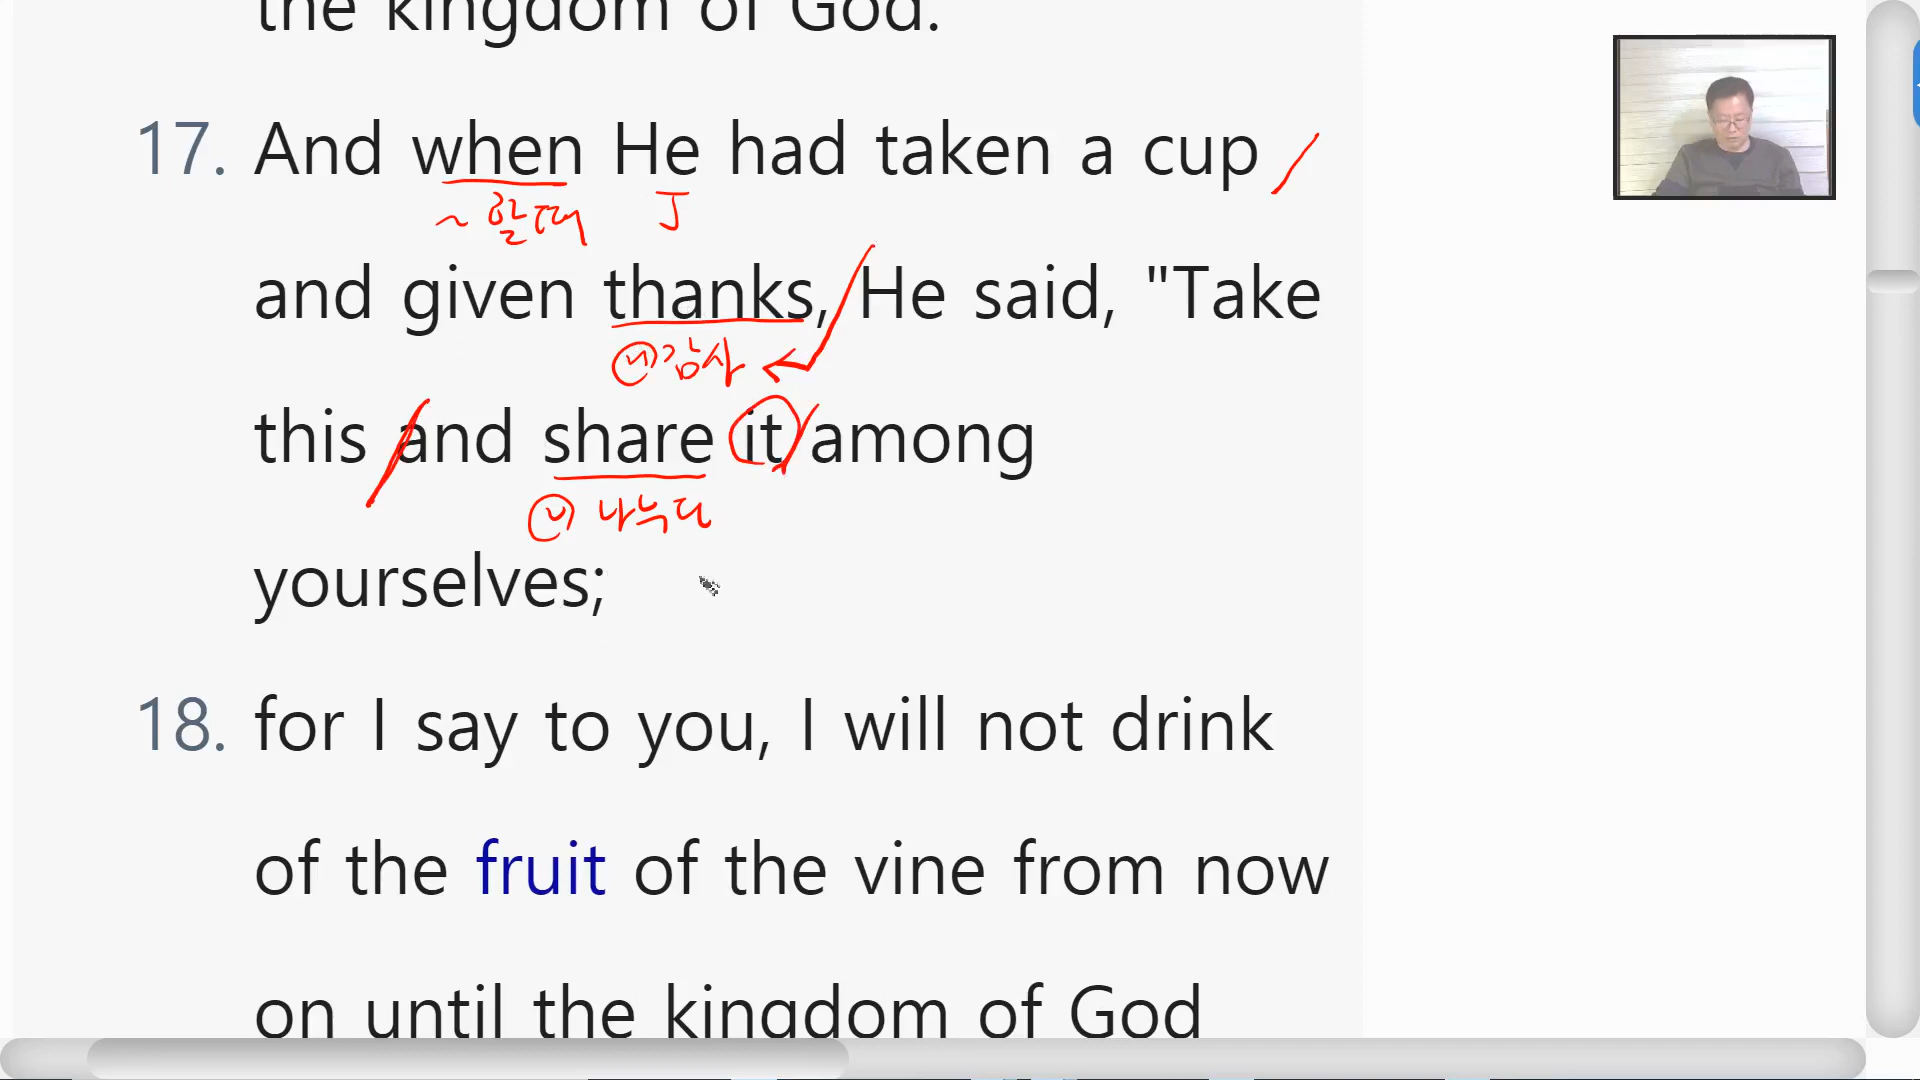 the kingdom of God.
17. And when He had taken a cup
~ 할때 J
and given thanks, He said, "Take
n 감사
this and share it among
v 나누다
yourselves;
18. for I say to you, I will not drink
of the fruit of the vine from now
on until the kingdom of God